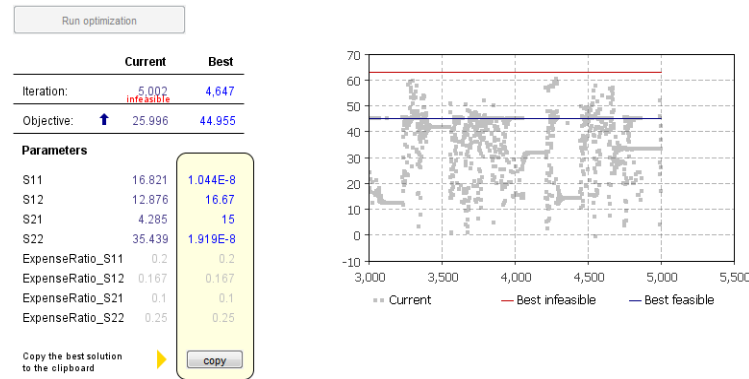 Run optimization
Current Best
Iteration: 5,002 4,647
infeasible
Objective: 25.996 44.955
Parameters
S11 16.821 1.044E-8
S12 12.876 16.67
S21 4.285 15
S22 35.439 1.919E-8
ExpenseRatio_S11 0.2 0.2
ExpenseRatio_S12 0.167 0.167
ExpenseRatio_S21 0.1 0.1
ExpenseRatio_S22 0.25 0.25
Copy the best solution
to the clipboard
copy
70
60
50
40
30
20
10
0
-10
3,000 3,500 4,000 4,500 5,000 5,500
Current Best infeasible Best feasible